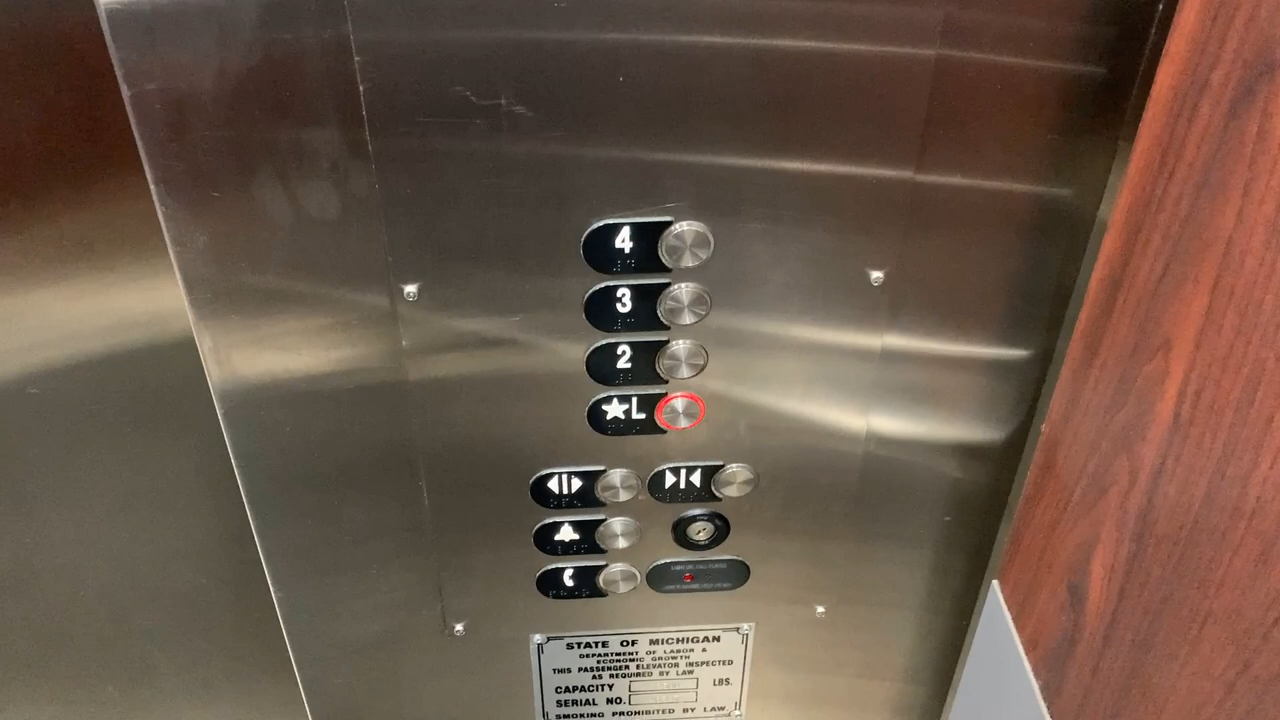 4
3
2
★L
STATE OF MICHIGAN
DEPARTMENT OF LABOR &
ECONOMIC GROWTH
THIS PASSENGER ELEVATOR INSPECTED
AS REQUIRED BY LAW
CAPACITY LBS.
SERIAL NO.
SMOKING PROHIBITED BY LAW.